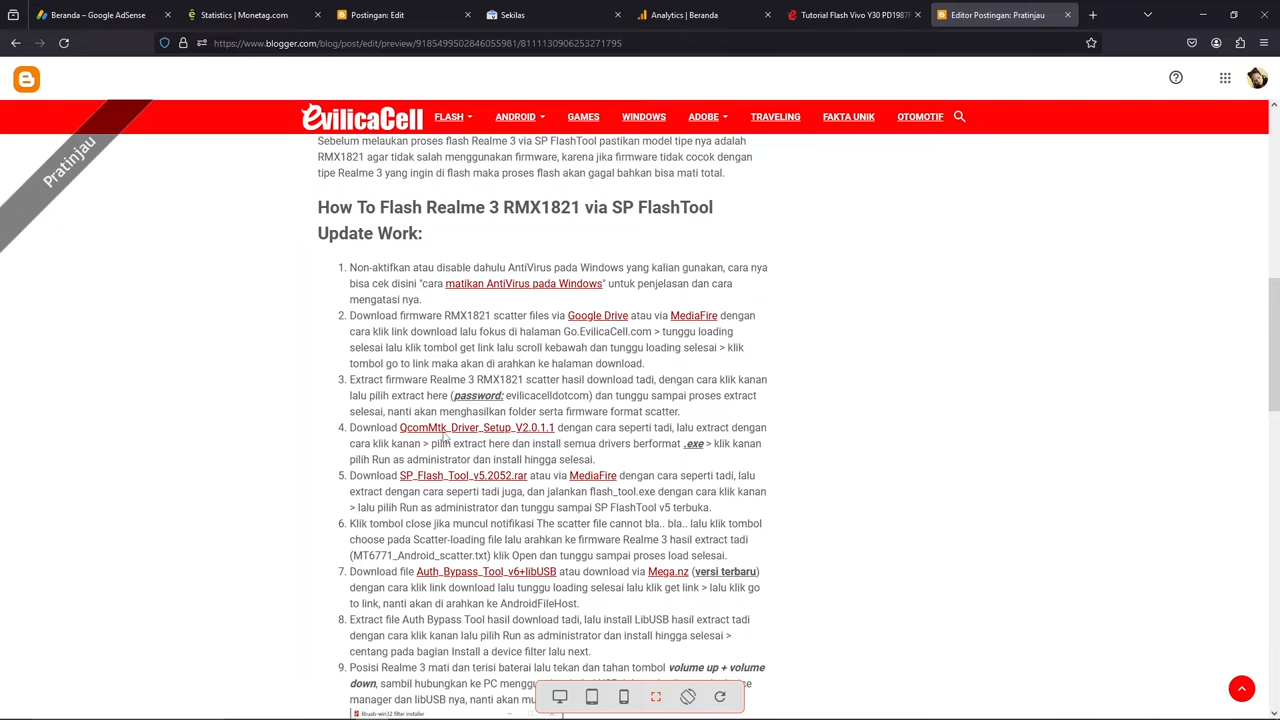 Beranda – Google AdSense
Statistics | Monetag.com
Postingan: Edit
Sekilas
Analytics | Beranda
Tutorial Flash Vivo Y30 PD1987F
Editor Postingan: Pratinjau
https://www.blogger.com/blog/post/edit/preview/9185499502846055981/8111130906253271795
Pratinjau
EvilicaCell FLASH ANDROID GAMES WINDOWS ADOBE TRAVELING FAKTA UNIK OTOMOTIF
Sebelum melaukan proses flash Realme 3 via SP FlashTool pastikan model tipe nya adalah
RMX1821 agar tidak salah menggunakan firmware, karena jika firmware tidak cocok dengan
tipe Realme 3 yang ingin di flash maka proses flash akan gagal bahkan bisa mati total.
How To Flash Realme 3 RMX1821 via SP FlashTool
Update Work:
1. Non-aktifkan atau disable dahulu AntiVirus pada Windows yang kalian gunakan, cara nya
bisa cek disini "cara matikan AntiVirus pada Windows" untuk penjelasan dan cara
mengatasi nya.
2. Download firmware RMX1821 scatter files via Google Drive atau via MediaFire dengan
cara klik link download lalu fokus di halaman Go.EvilicaCell.com > tunggu loading
selesai lalu klik tombol get link lalu scroll kebawah dan tunggu loading selesai > klik
tombol go to link maka akan di arahkan ke halaman download.
3. Extract firmware Realme 3 RMX1821 scatter hasil download tadi, dengan cara klik kanan
lalu pilih extract here (password: evilicacelldotcom) dan tunggu sampai proses extract
selesai, nanti akan menghasilkan folder serta firmware format scatter.
4. Download QcomMtk_Driver_Setup_V2.0.1.1 dengan cara seperti tadi, lalu extract dengan
cara klik kanan > pilih extract here dan install semua drivers berformat .exe > klik kanan
pilih Run as administrator dan install hingga selesai.
5. Download SP_Flash_Tool_v5.2052.rar atau via MediaFire dengan cara seperti tadi, lalu
extract dengan cara seperti tadi juga, dan jalankan flash_tool.exe dengan cara klik kanan
> lalu pilih Run as administrator dan tunggu sampai SP FlashTool v5 terbuka.
6. Klik tombol close jika muncul notifikasi The scatter file cannot bla.. bla.. lalu klik tombol
choose pada Scatter-loading file lalu arahkan ke firmware Realme 3 hasil extract tadi
(MT6771_Android_scatter.txt) klik Open dan tunggu sampai proses load selesai.
7. Download file Auth_Bypass_Tool_v6+libUSB atau download via Mega.nz (versi terbaru)
dengan cara klik link download lalu tunggu loading selesai lalu klik get link > lalu klik go
to link, nanti akan di arahkan ke AndroidFileHost.
8. Extract file Auth Bypass Tool hasil download tadi, lalu install LibUSB hasil extract tadi
dengan cara klik kanan lalu pilih Run as administrator dan install hingga selesai >
centang pada bagian Install a device filter lalu next.
9. Posisi Realme 3 mati dan terisi baterai lalu tekan dan tahan tombol volume up + volume
down, sambil hubungkan ke PC
manager dan libUSB nya, nanti akan
libusb-win32 filter installer